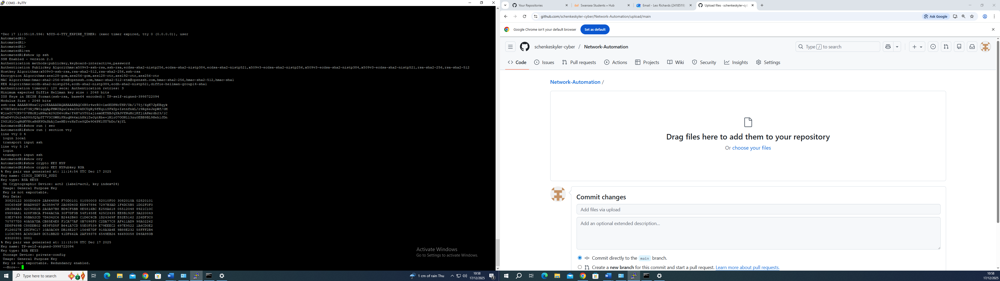 COM3 - PuTTY
*Dec 17 11:35:18.596: %SYS-6-TTY_EXPIRE_TIMER: (exec timer expired, tty 0 (0.0.0.0)), user
AutomatedR1>
AutomatedR1>
AutomatedR1>
AutomatedR1>en
AutomatedR1#show ip ssh
SSH Enabled - version 2.0
Authentication methods:publickey,keyboard-interactive,password
Authentication Publickey Algorithms:x509v3-ssh-rsa,ssh-rsa,ecdsa-sha2-nistp256,ecdsa-sha2-nistp384,ecdsa-sha2-nistp521,x509v3-ecdsa-sha2-nistp256,x509v3-ecdsa-sha2-nistp384,x509v3-ecdsa-sha2-nistp521,rsa-sha2-256,rsa-sha2-512
Hostkey Algorithms:x509v3-ssh-rsa,rsa-sha2-512,rsa-sha2-256,ssh-rsa
Encryption Algorithms:aes128-gcm,aes256-gcm,aes128-ctr,aes192-ctr,aes256-ctr
MAC Algorithms:hmac-sha2-256-etm@openssh.com,hmac-sha2-512-etm@openssh.com,hmac-sha2-256,hmac-sha2-512,hmac-sha1
KEX Algorithms:ecdh-sha2-nistp256,ecdh-sha2-nistp384,ecdh-sha2-nistp521,diffie-hellman-group14-sha1
Authentication timeout: 120 secs; Authentication retries: 3
Minimum expected Diffie Hellman key size : 2048 bits
IOS Keys in SECSH format(ssh-rsa, base64 encoded): TP-self-signed-3998722094
Modulus Size : 2048 bits
ssh-rsa
AutomatedR1#show run | sec
AutomatedR1#show run | section vty
line vty 0 4
login local
transport input ssh
line vty 5 14
login
transport input ssh
AutomatedR1#show cry
AutomatedR1#show crypto KEY MYP
AutomatedR1#show crypto KEY MYPubkey RSA
% Key pair was generated at: 11:14:54 UTC Dec 17 2025
Key name: CISCO_IDEVID_SUDI
Key type: RSA KEYS
On Cryptographic Device: act2 (label=act2, key index=24)
Usage: General Purpose Key
Key is not exportable.
Key Data:
30820122 300D0609 2A864886 F70D0101 01050003 82010F00 3082010A 02820101
00C654DF B8AD95D7 AC35947F 2A08D40D ED847896 7297B3AD 1F4DC5B5 1D02F0F0
2B1D68A5 32C95D1B 2A0A97B8 BD4CF5BB 8E5816BC E258A618 05512048 8921C10C
89893A81 428F3BCA F966AC5A 30F7DF3B 54F1458E 425C2435 EE8B192F 3A220043
03E37493 95BA52CD 7D4342C6 B2442B60 C1D6C4CB 1D24369F E82E5162 226DF3C0
707877D3 40A5A7DA CB85E4E8 F1CA77AF 0B7098F8 C2DA77C8 AF411AD9 98A02262
DD8F489B C88DDB02 6E9F5D5F B641A7CD 55E0F539 E79EEEC2 697E9522 1A6CD0E2
F126027E 2DCF9C17 10A0AC69 DB18E227 1564E7DF 918A3A4E 9B88E232 58FFF2B4
11C6C985 AC65CA69 DC51BB2D 41DF662A 2AF39378 6549EB26 46693058 D48A993B
63020301 0001
% Key pair was generated at: 11:15:04 UTC Dec 17 2025
Key name: TP-self-signed-3998722094
Key type: RSA KEYS
Storage Device: private-config
Usage: General Purpose Key
Key is not exportable. Redundancy enabled.
--More--
Activate Windows
Go to Settings to activate Windows.
Type here to search
1 cm of rain Thu
10:58
17/12/2025
3
Your Repositories
Swansea Students » Hub
Email - Leo Richards (2418519)
Upload files · schenkeskyler-cyb
github.com/schenkeskyler-cyber/Network-Automation/upload/main
Ask Google
Google Chrome isn't your default browser
Set as default
schenkeskyler-cyber / Network-Automation
Type / to search
Code
Issues
Pull requests
Actions
Projects
Wiki
Security
Insights
Settings
Network-Automation /
Drag files here to add them to your repository
Or choose your files
Commit changes
Add files via upload
Add an optional extended description...
Commit directly to the main branch.
Create a new branch for this commit and start a pull request. Learn more about pull requests.
10:58
17/12/2025